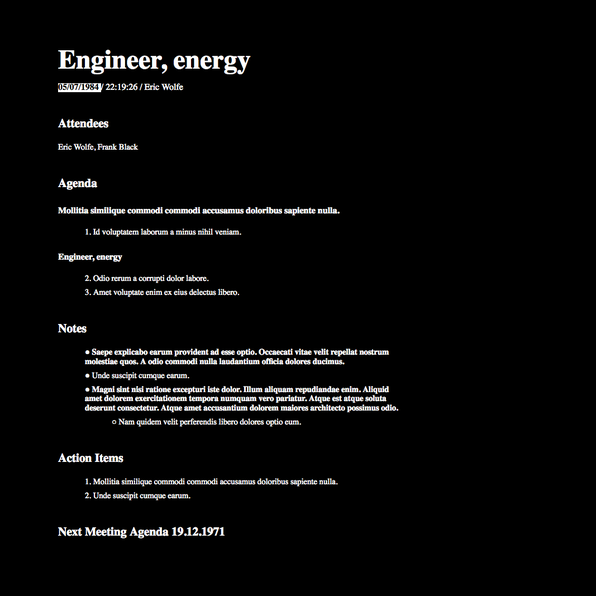 Engineer, energy
05/07/1984 / 22:19:26 / Eric Wolfe
Attendees
Eric Wolfe, Frank Black
Agenda
Mollitia similique commodi commodi accusamus doloribus sapiente nulla.
1. Id voluptatem laborum a minus nihil veniam.
Engineer, energy
2. Odio rerum a corrupti dolor labore.
3. Amet voluptate enim ex eius delectus libero.
Notes
● Saepe explicabo earum provident ad esse optio. Occaecati vitae velit repellat nostrum
molestiae quos. A odio commodi nulla laudantium officia dolores ducimus.
● Unde suscipit cumque earum.
● Magni sint nisi ratione excepturi iste dolor. Illum aliquam repudiandae enim. Aliquid
amet dolorem exercitationem tempora numquam vero pariatur. Atque est atque soluta
deserunt consectetur. Atque amet accusantium dolorem maiores architecto possimus odio.
○ Nam quidem velit perferendis libero dolores optio cum.
Action Items
1. Mollitia similique commodi commodi accusamus doloribus sapiente nulla.
2. Unde suscipit cumque earum.
Next Meeting Agenda 19.12.1971